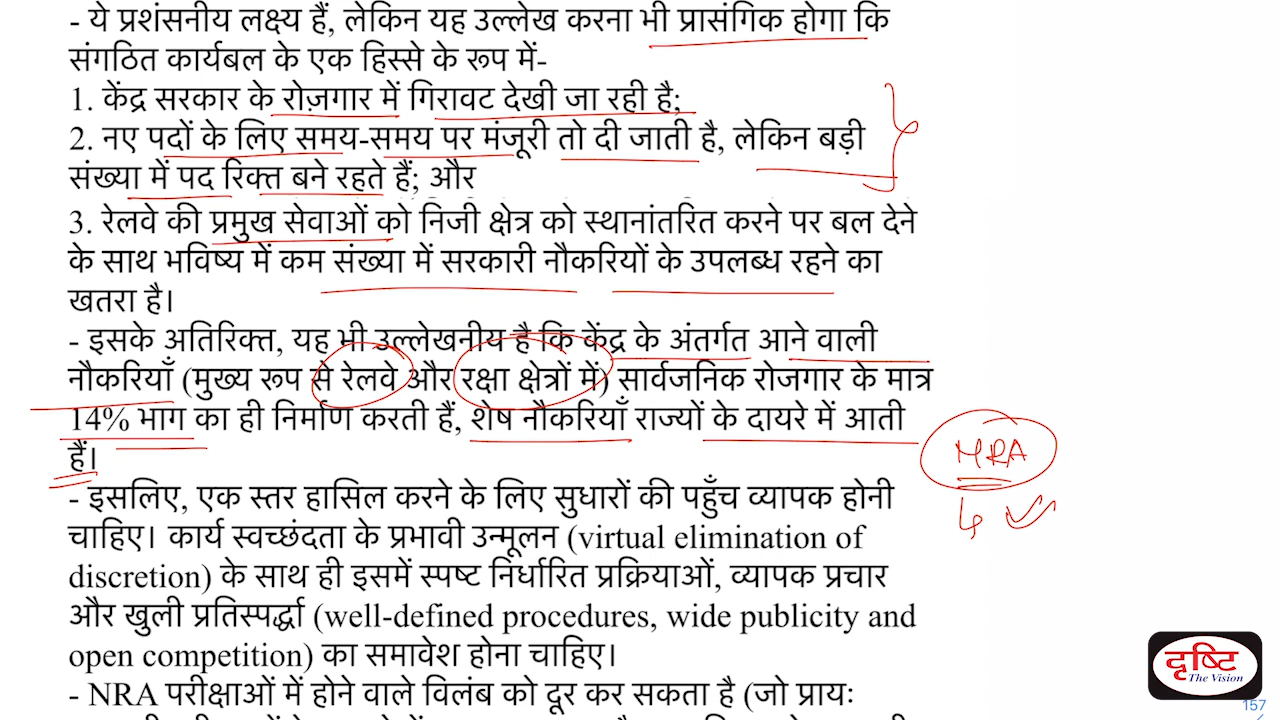 - ये प्रशंसनीय लक्ष्य हैं, लेकिन यह उल्लेख करना भी प्रासंगिक होगा कि
संगठित कार्यबल के एक हिस्से के रूप में-
1. केंद्र सरकार के रोज़गार में गिरावट देखी जा रही है;
2. नए पदों के लिए समय-समय पर मंजूरी तो दी जाती है, लेकिन बड़ी
संख्या में पद रिक्त बने रहते हैं; और
3. रेलवे की प्रमुख सेवाओं को निजी क्षेत्र को स्थानांतरित करने पर बल देने
के साथ भविष्य में कम संख्या में सरकारी नौकरियों के उपलब्ध रहने का
खतरा है।
- इसके अतिरिक्त, यह भी उल्लेखनीय है कि केंद्र के अंतर्गत आने वाली
नौकरियाँ (मुख्य रूप से रेलवे और रक्षा क्षेत्रों में) सार्वजनिक रोजगार के मात्र
14% भाग का ही निर्माण करती हैं, शेष नौकरियाँ राज्यों के दायरे में आती
हैं।
NRA
- इसलिए, एक स्तर हासिल करने के लिए सुधारों की पहुँच व्यापक होनी
चाहिए। कार्य स्वच्छंदता के प्रभावी उन्मूलन (virtual elimination of
discretion) के साथ ही इसमें स्पष्ट निर्धारित प्रक्रियाओं, व्यापक प्रचार
और खुली प्रतिस्पर्द्धा (well-defined procedures, wide publicity and
open competition) का समावेश होना चाहिए।
- NRA परीक्षाओं में होने वाले विलंब को दूर कर सकता है (जो प्रायः
दृष्टि
The Vision
157